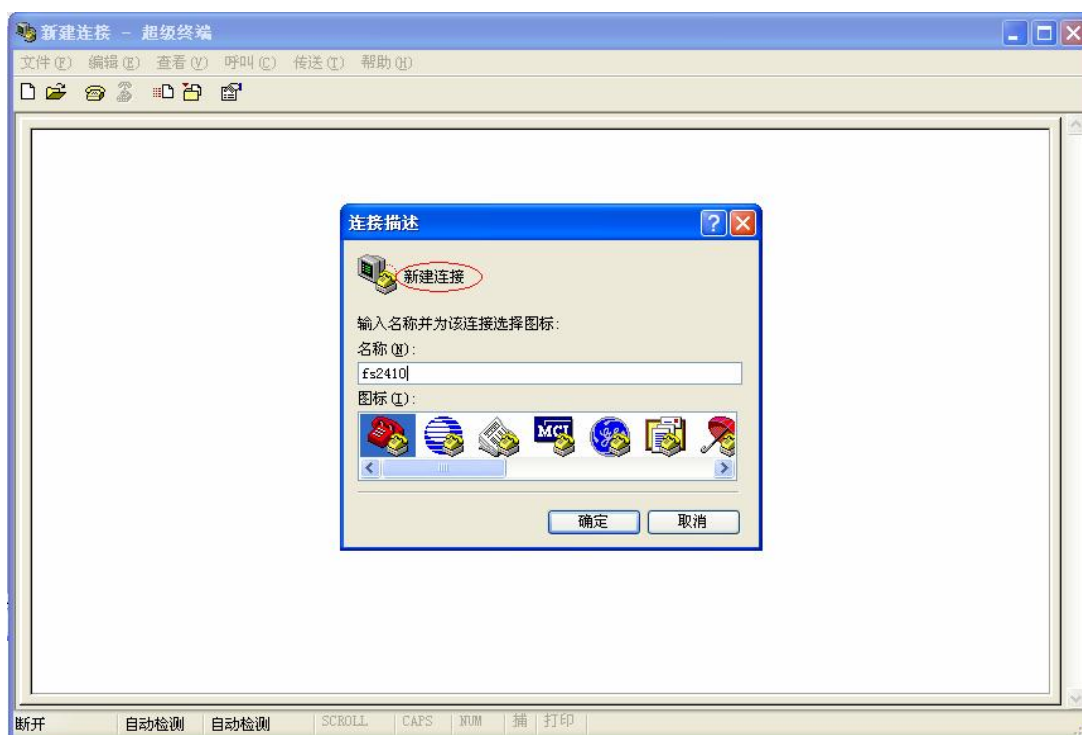 新建连接 - 超级终端
文件(F) 编辑(E) 查看(V) 呼叫(C) 传送(T) 帮助(H)
连接描述
新建连接
输入名称并为该连接选择图标:
名称(N):
fs2410
图标(I):
MCI
确定 取消
断开 自动检测 自动检测 SCROLL CAPS NUM 捕 打印